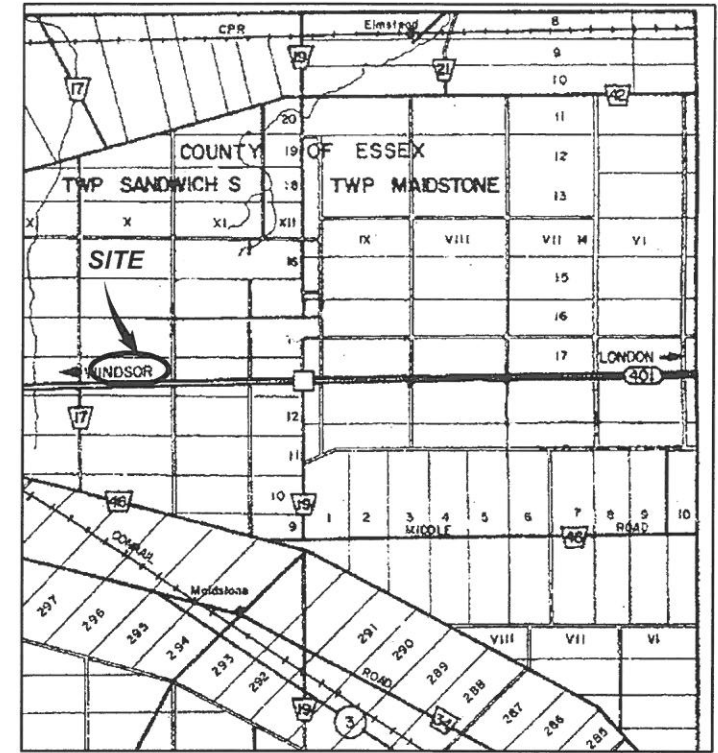 CPR Elmstead 8
19 9
17 21 10
42
20 11
COUNTY 19 OF ESSEX 12
TWP SANDWICH S 18 TWP MAIDSTONE
13
X X XI XII
IX VIII VII 14 VI
SITE 16
15
16
17 LONDON
WINDSOR 401
17 12
11
46 10
19 1 2 3 4 5 6 7 8 9 10
9 MIDDLE ROAD
46
CONRAIL
Maidstone
297 296 295 294 293 292 291 290 289 288 287 286 285
VIII VII VI
ROAD
19 3 34